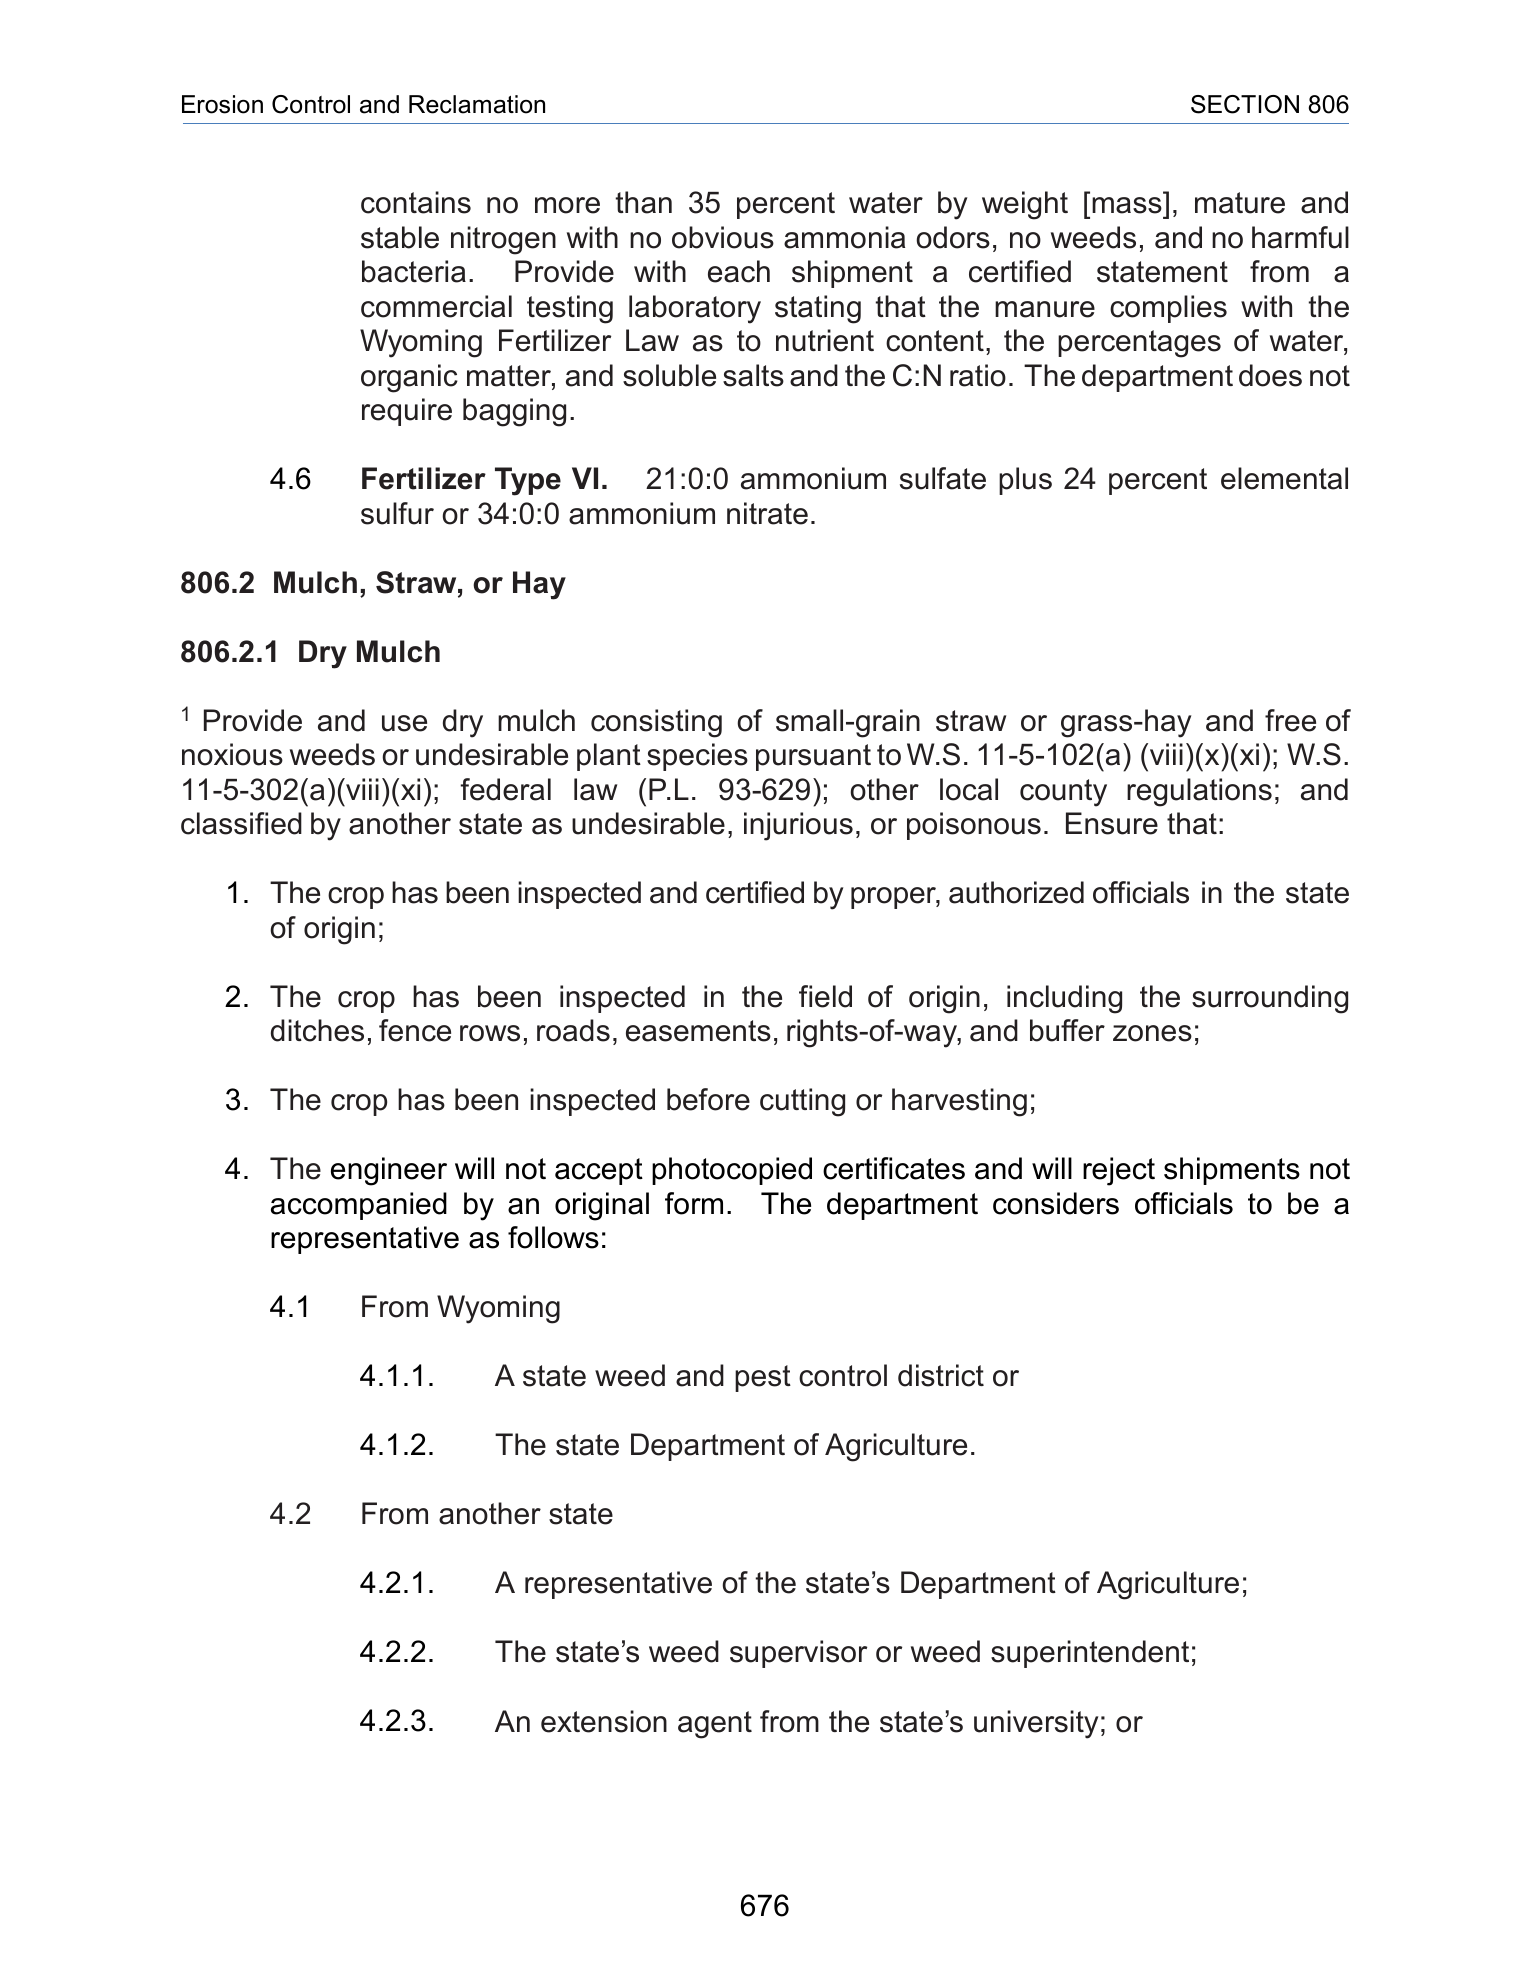 Erosion Control and Reclamation SECTION 806
contains no more than 35 percent water by weight [mass], mature and
stable nitrogen with no obvious ammonia odors, no weeds, and no harmful
bacteria. Provide with each shipment a certified statement from a
commercial testing laboratory stating that the manure complies with the
Wyoming Fertilizer Law as to nutrient content, the percentages of water,
organic matter, and soluble salts and the C:N ratio. The department does not
require bagging.
4.6 Fertilizer Type VI. 21:0:0 ammonium sulfate plus 24 percent elemental
sulfur or 34:0:0 ammonium nitrate.
806.2 Mulch, Straw, or Hay
806.2.1 Dry Mulch
1 Provide and use dry mulch consisting of small-grain straw or grass-hay and free of
noxious weeds or undesirable plant species pursuant to W.S. 11-5-102(a) (viii)(x)(xi); W.S.
11-5-302(a)(viii)(xi); federal law (P.L. 93-629); other local county regulations; and
classified by another state as undesirable, injurious, or poisonous. Ensure that:
1. The crop has been inspected and certified by proper, authorized officials in the state
of origin;
2. The crop has been inspected in the field of origin, including the surrounding
ditches, fence rows, roads, easements, rights-of-way, and buffer zones;
3. The crop has been inspected before cutting or harvesting;
4. The engineer will not accept photocopied certificates and will reject shipments not
accompanied by an original form. The department considers officials to be a
representative as follows:
4.1 From Wyoming
4.1.1. A state weed and pest control district or
4.1.2. The state Department of Agriculture.
4.2 From another state
4.2.1. A representative of the state’s Department of Agriculture;
4.2.2. The state’s weed supervisor or weed superintendent;
4.2.3. An extension agent from the state’s university; or
676